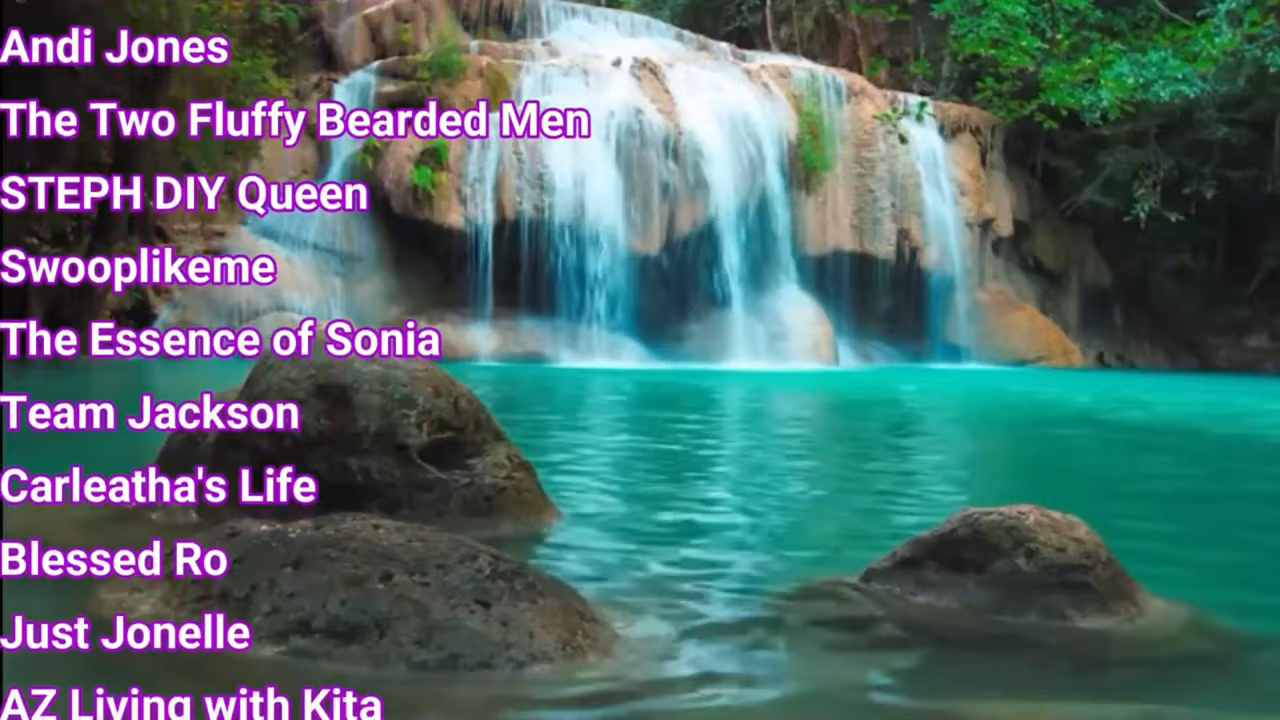 Andi Jones
The Two Fluffy Bearded Men
STEPH DIY Queen
Swooplikeme
The Essence of Sonia
Team Jackson
Carleatha's Life
Blessed Ro
Just Jonelle
AZ Living with Kita